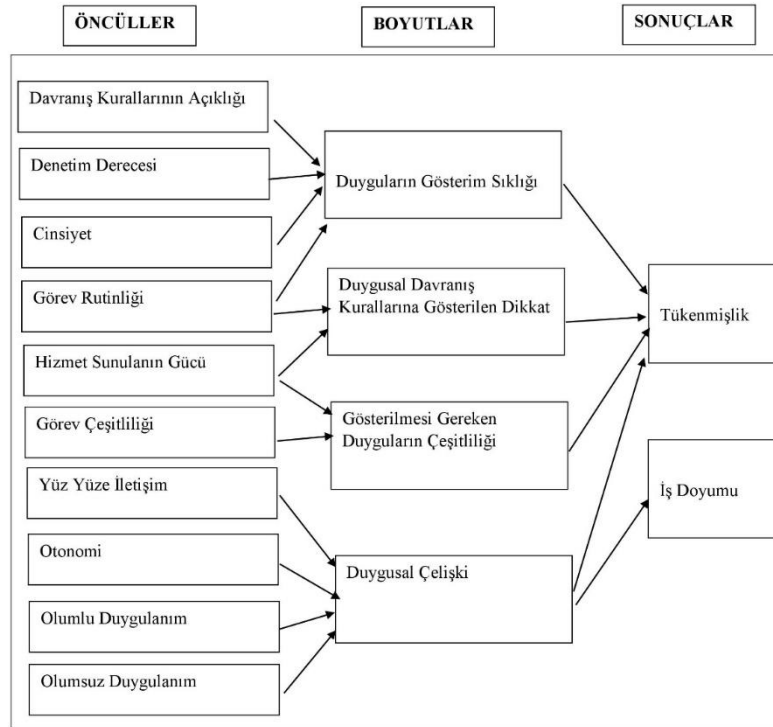 ÖNCÜLLER
BOYUTLAR
SONUÇLAR
Davranış Kurallarının Açıklığı
Denetim Derecesi
Cinsiyet
Görev Rutinliği
Hizmet Sunulanın Gücü
Görev Çeşitliliği
Yüz Yüze İletişim
Otonomi
Olumlu Duygulanım
Olumsuz Duygulanım
Duyguların Gösterim Sıklığı
Duygusal Davranış
Kurallarına Gösterilen Dikkat
Gösterilmesi Gereken
Duyguların Çeşitliliği
Duygusal Çelişki
Tükenmişlik
İş Doyumu